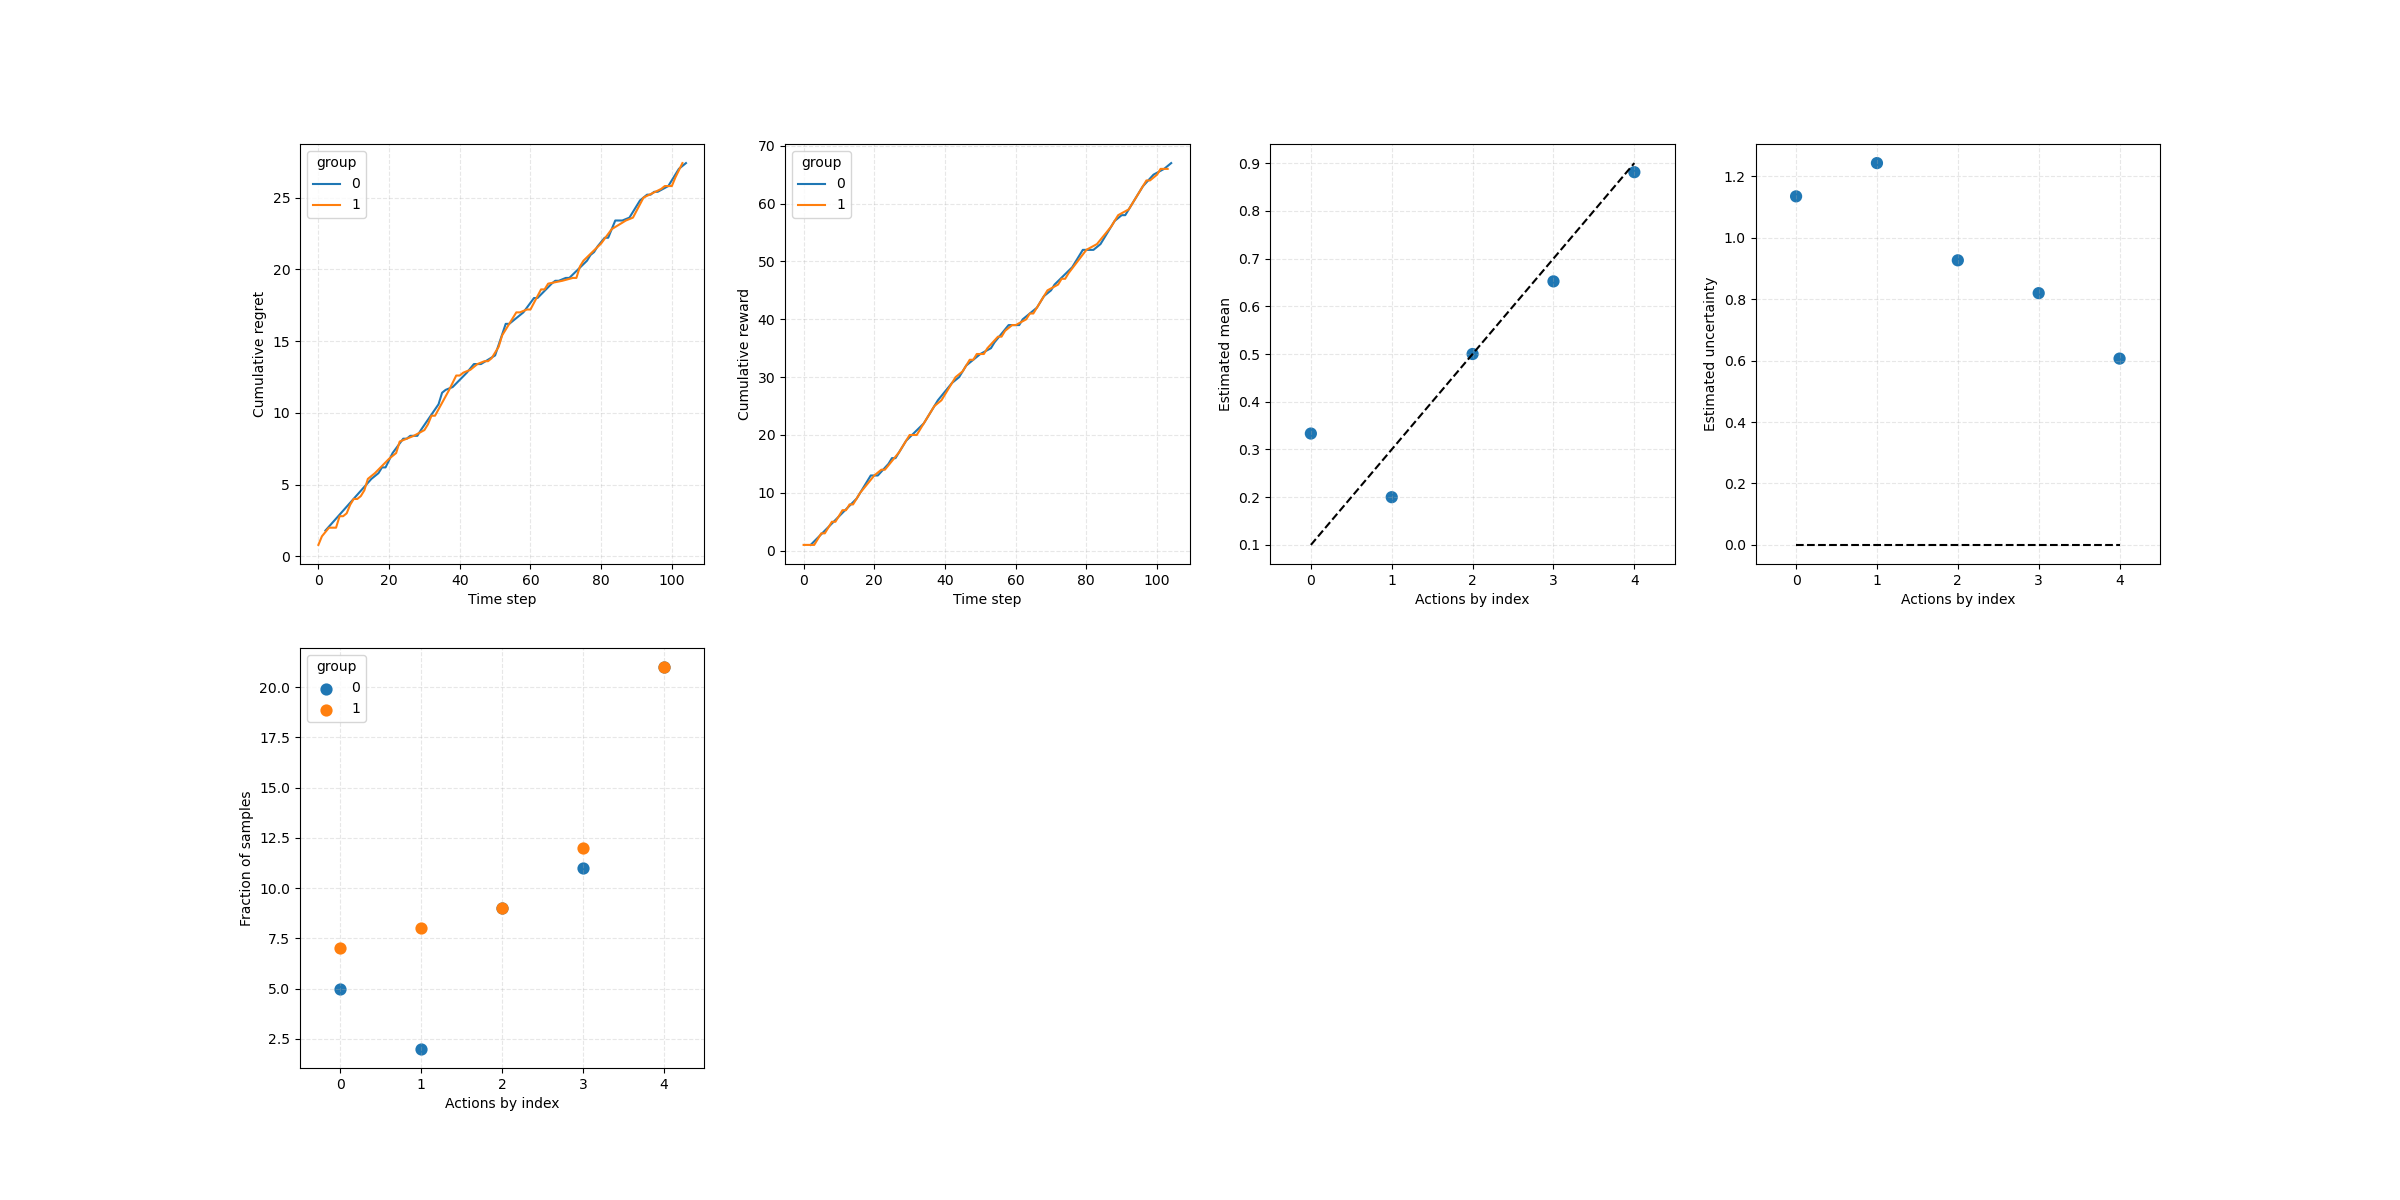 group
0
1
25
20
15
10
5
0
Cumulative regret
0 20 40 60 80 100
Time step
group
0
1
70
60
50
40
30
20
10
0
Cumulative reward
0 20 40 60 80 100
Time step
0.9
0.8
0.7
0.6
0.5
0.4
0.3
0.2
0.1
Estimated mean
0 1 2 3 4
Actions by index
1.2
1.0
0.8
0.6
0.4
0.2
0.0
Estimated uncertainty
0 1 2 3 4
Actions by index
group
0
1
20.0
17.5
15.0
12.5
10.0
7.5
5.0
2.5
Fraction of samples
0 1 2 3 4
Actions by index